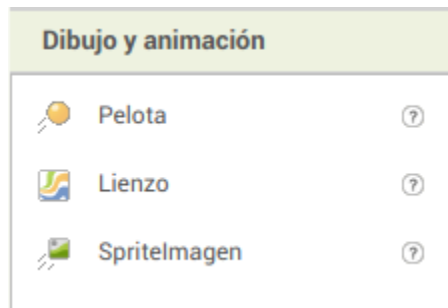 Dibujo y animación
Pelota ?
Lienzo ?
SpriteImagen ?